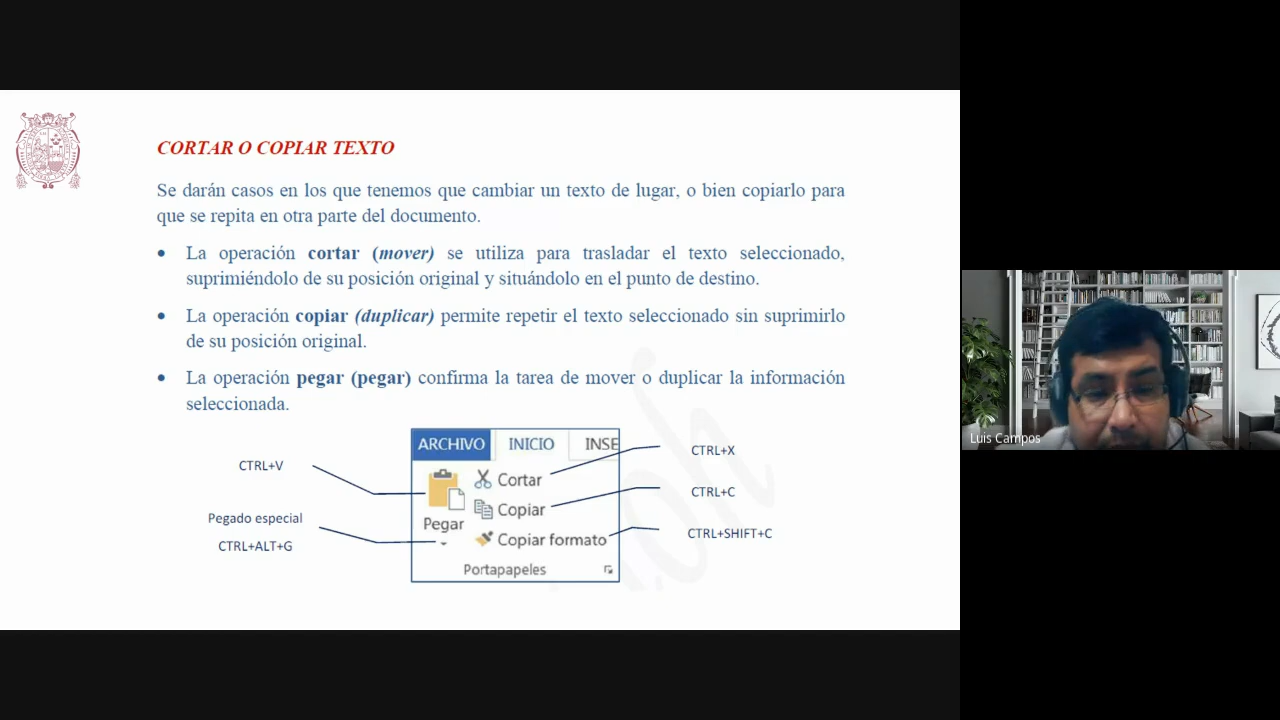 CORTAR O COPIAR TEXTO
Se darán casos en los que tenemos que cambiar un texto de lugar, o bien copiarlo para
que se repita en otra parte del documento.
• La operación cortar (mover) se utiliza para trasladar el texto seleccionado,
suprimiéndolo de su posición original y situándolo en el punto de destino.
• La operación copiar (duplicar) permite repetir el texto seleccionado sin suprimirlo
de su posición original.
• La operación pegar (pegar) confirma la tarea de mover o duplicar la información
seleccionada.
CTRL+V
Pegado especial
CTRL+ALT+G
ARCHIVO INICIO INSE
Cortar
Copiar
Pegar
Copiar formato
Portapapeles
CTRL+X
CTRL+C
CTRL+SHIFT+C
Luis Campos